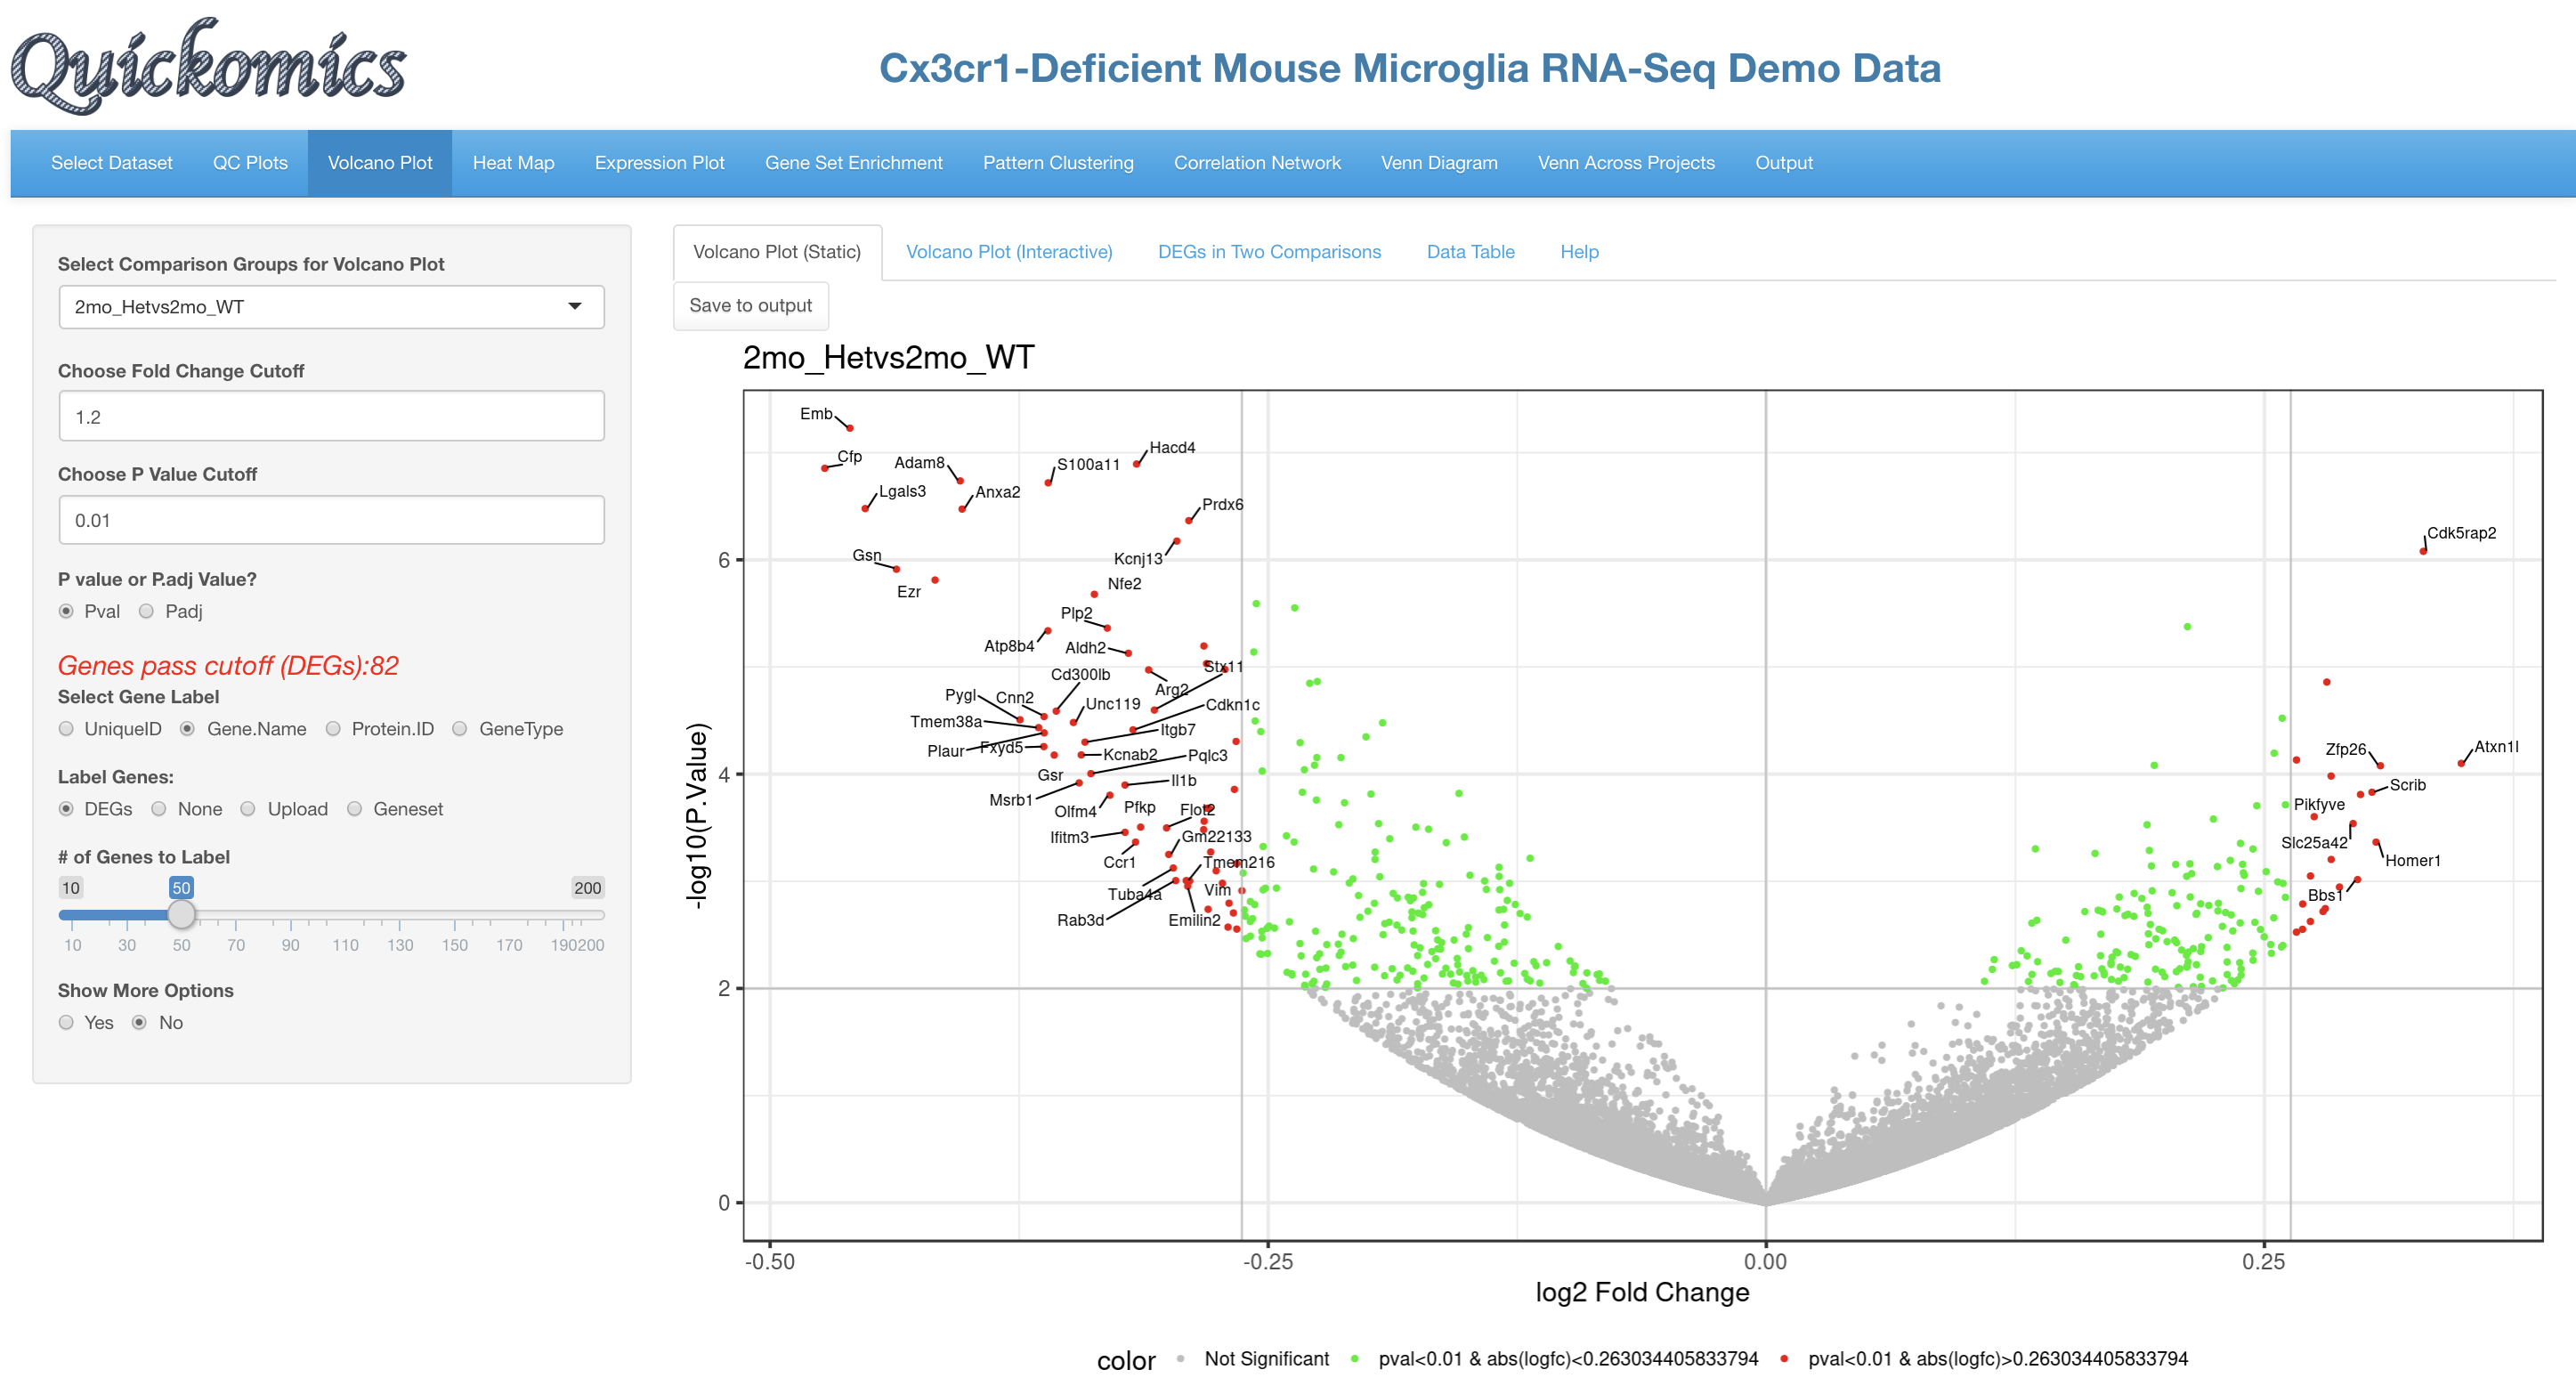 Quickomics
Cx3cr1-Deficient Mouse Microglia RNA-Seq Demo Data
Select Dataset QC Plots Volcano Plot Heat Map Expression Plot Gene Set Enrichment Pattern Clustering Correlation Network Venn Diagram Venn Across Projects Output
Select Comparison Groups for Volcano Plot
2mo_Hetvs2mo_WT
Choose Fold Change Cutoff
1.2
Choose P Value Cutoff
0.01
P value or P.adj Value?
Pval Padj
Genes pass cutoff (DEGs):82
Select Gene Label
UniqueID Gene.Name Protein.ID GeneType
Label Genes:
DEGs None Upload Geneset
# of Genes to Label
10 50 200
10 30 50 70 90 110 130 150 170 190200
Show More Options
Yes No
Volcano Plot (Static) Volcano Plot (Interactive) DEGs in Two Comparisons Data Table Help
Save to output
2mo_Hetvs2mo_WT
Emb
Hacd4
Cfp
Adam8
S100a11
Lgals3
Anxa2
Prdx6
Cdk5rap2
Gsn
Kcnj13
Ezr
Nfe2
Plp2
Atp8b4
Aldh2
Stx11
Cd300lb
Arg2
Pygl
Cnn2
Unc119
Cdkn1c
Tmem38a
Itgb7
Plaur
Fxyd5
Kcnab2
Pqlc3
Zfp26
Atxn1l
Gsr
Il1b
Scrib
Msrb1
Olfm4
Pfkp
Flot2
Pikfyve
Ifitm3
Gm22133
Slc25a42
Ccr1
Tmem216
Homer1
Tuba4a
Vim
Bbs1
Rab3d
Emilin2
6
4
2
0
-log10(P.Value)
-0.50 -0.25 0.00 0.25
log2 Fold Change
color Not Significant pval<0.01 & abs(logfc)<0.263034405833794 pval<0.01 & abs(logfc)>0.263034405833794